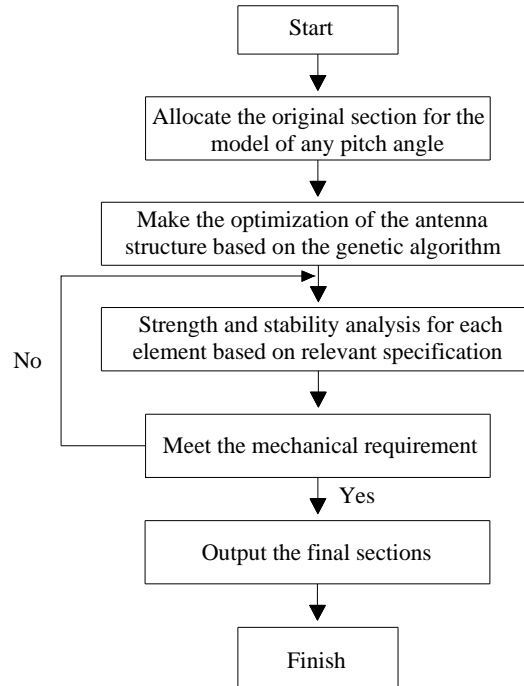 Start
Allocate the original section for the
model of any pitch angle
Make the optimization of the antenna
structure based on the genetic algorithm
Strength and stability analysis for each
element based on relevant specification
No
Meet the mechanical requirement
Yes
Output the final sections
Finish